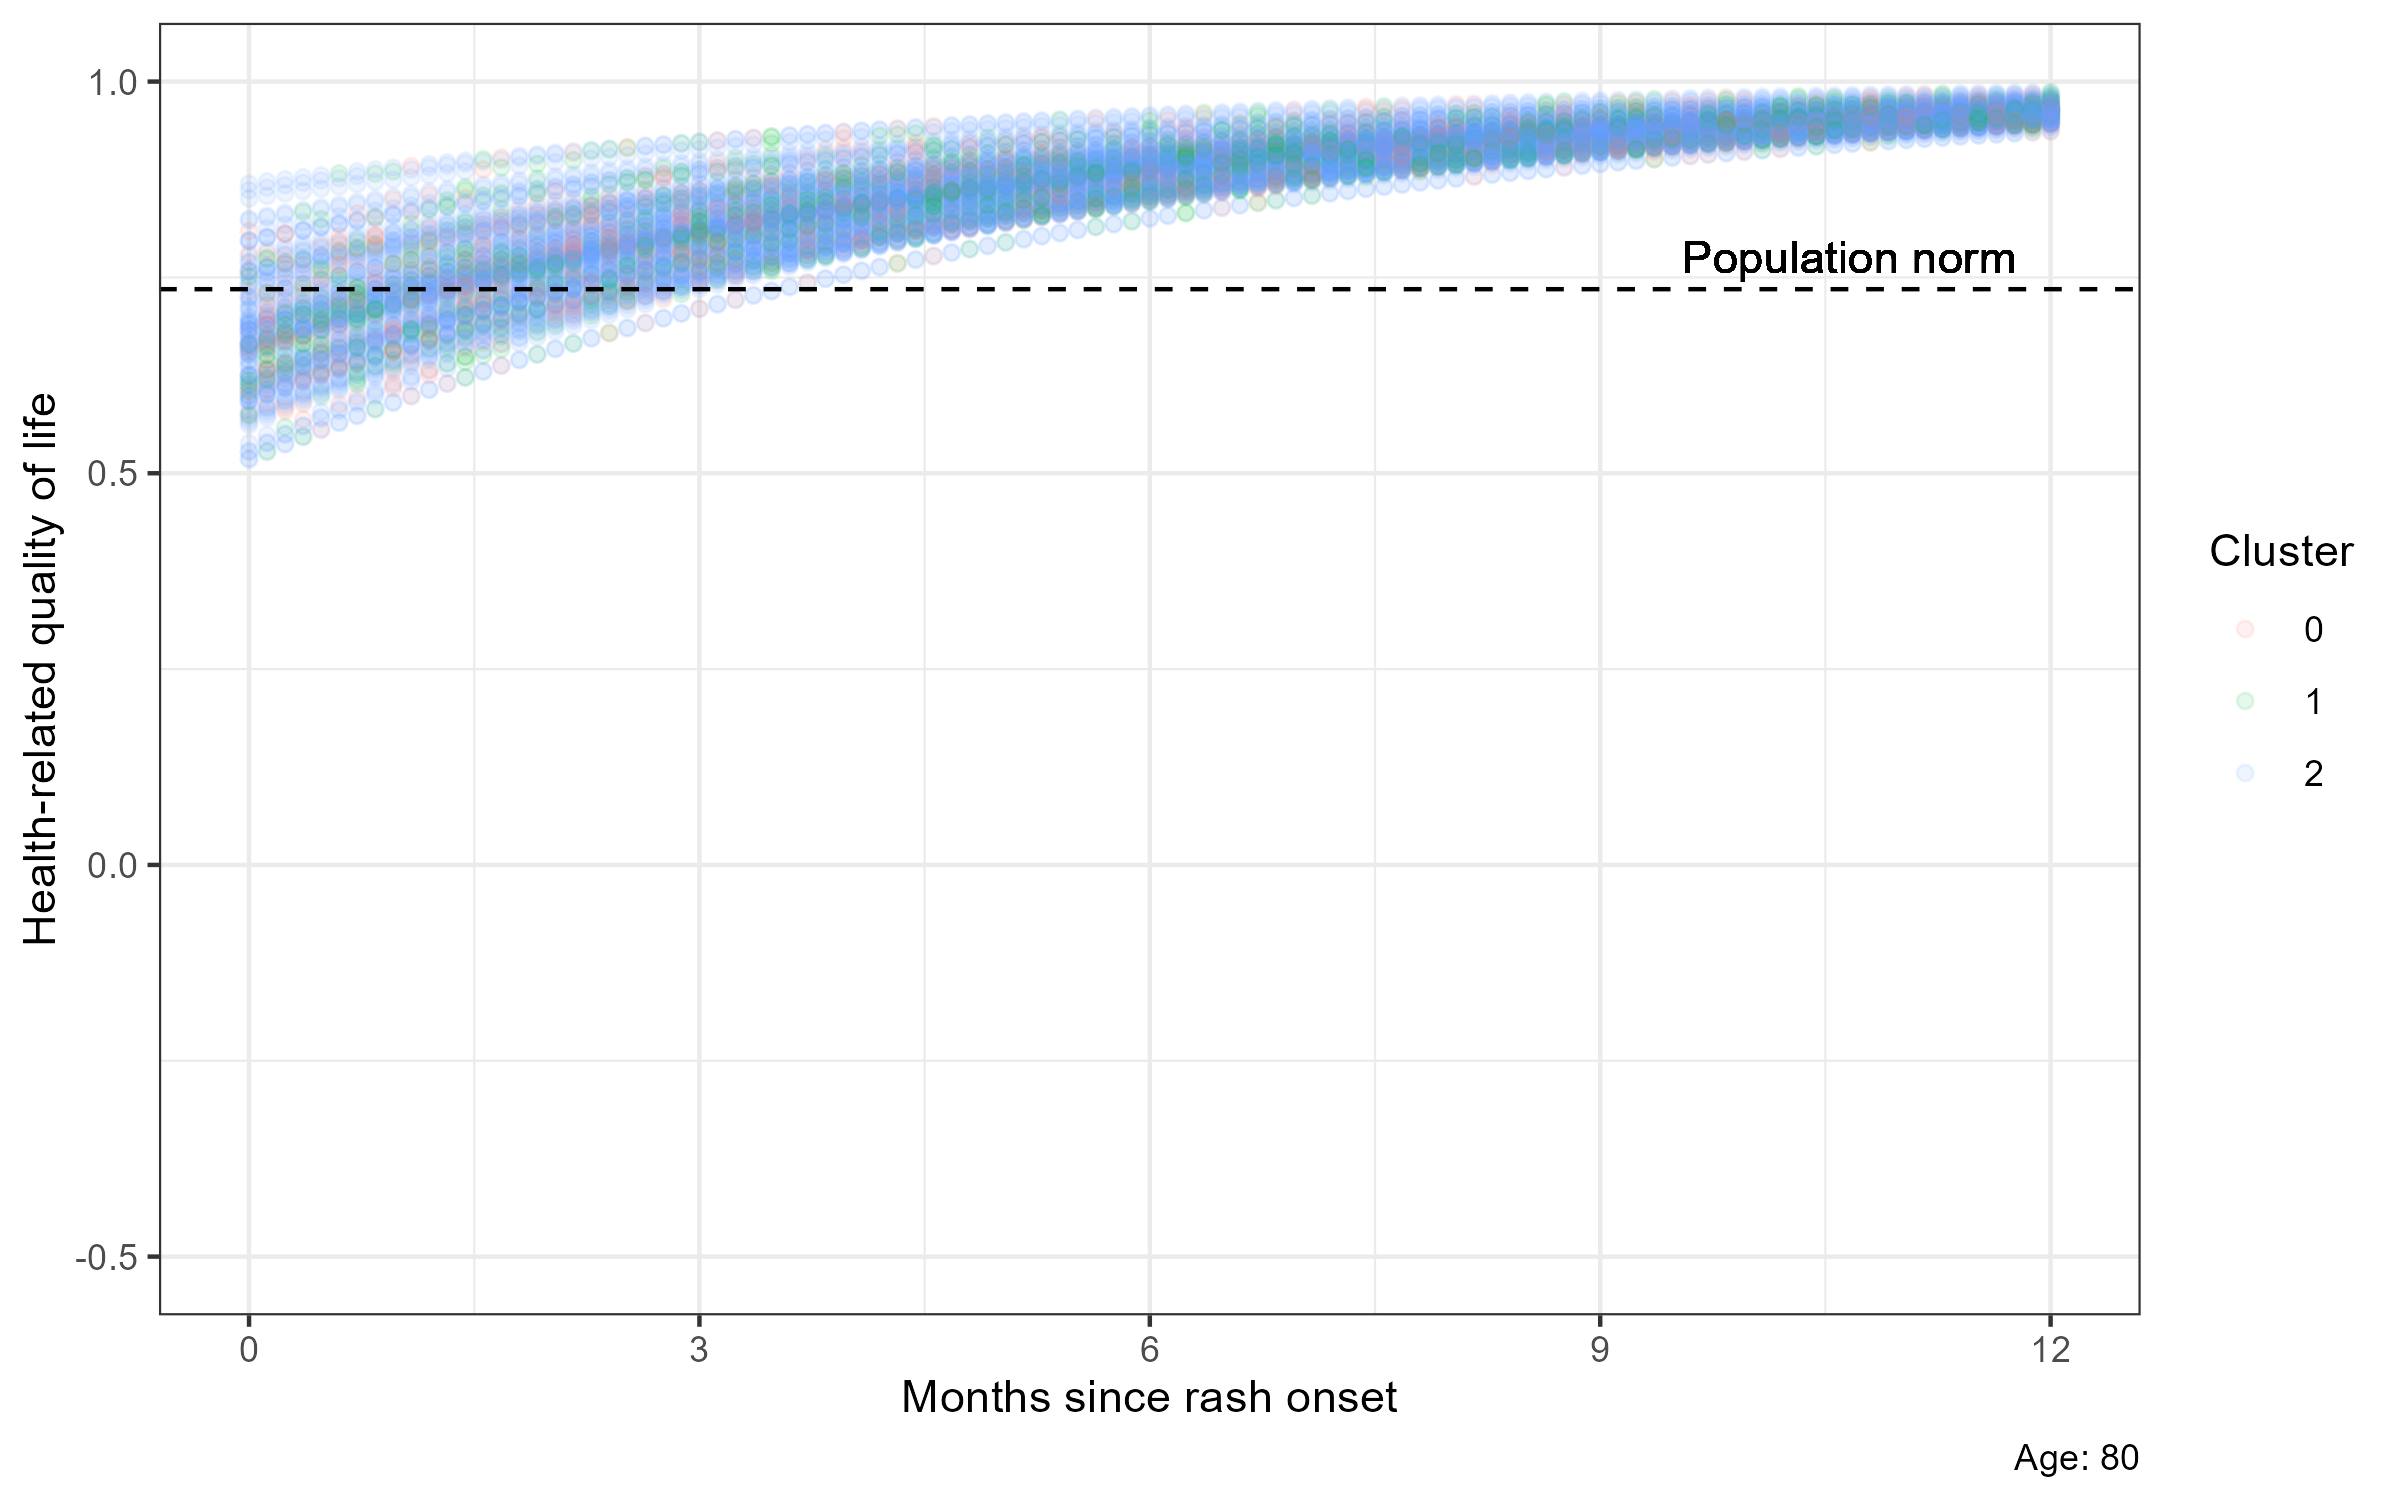 1.0
0.5
0.0
-0.5
Health-related quality of life
Population norm
0
3
6
9
12
Months since rash onset
Cluster
0
1
2
Age: 80